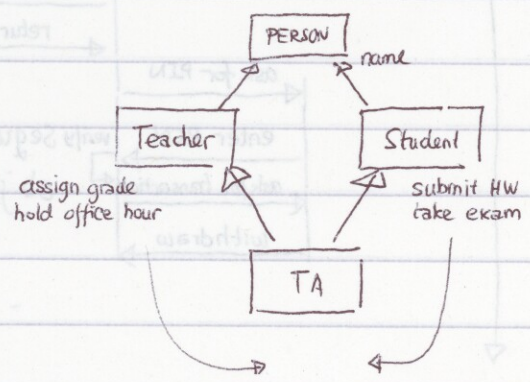 PERSON
name
Teacher
Student
assign grade
hold office hour
submit HW
take exam
TA